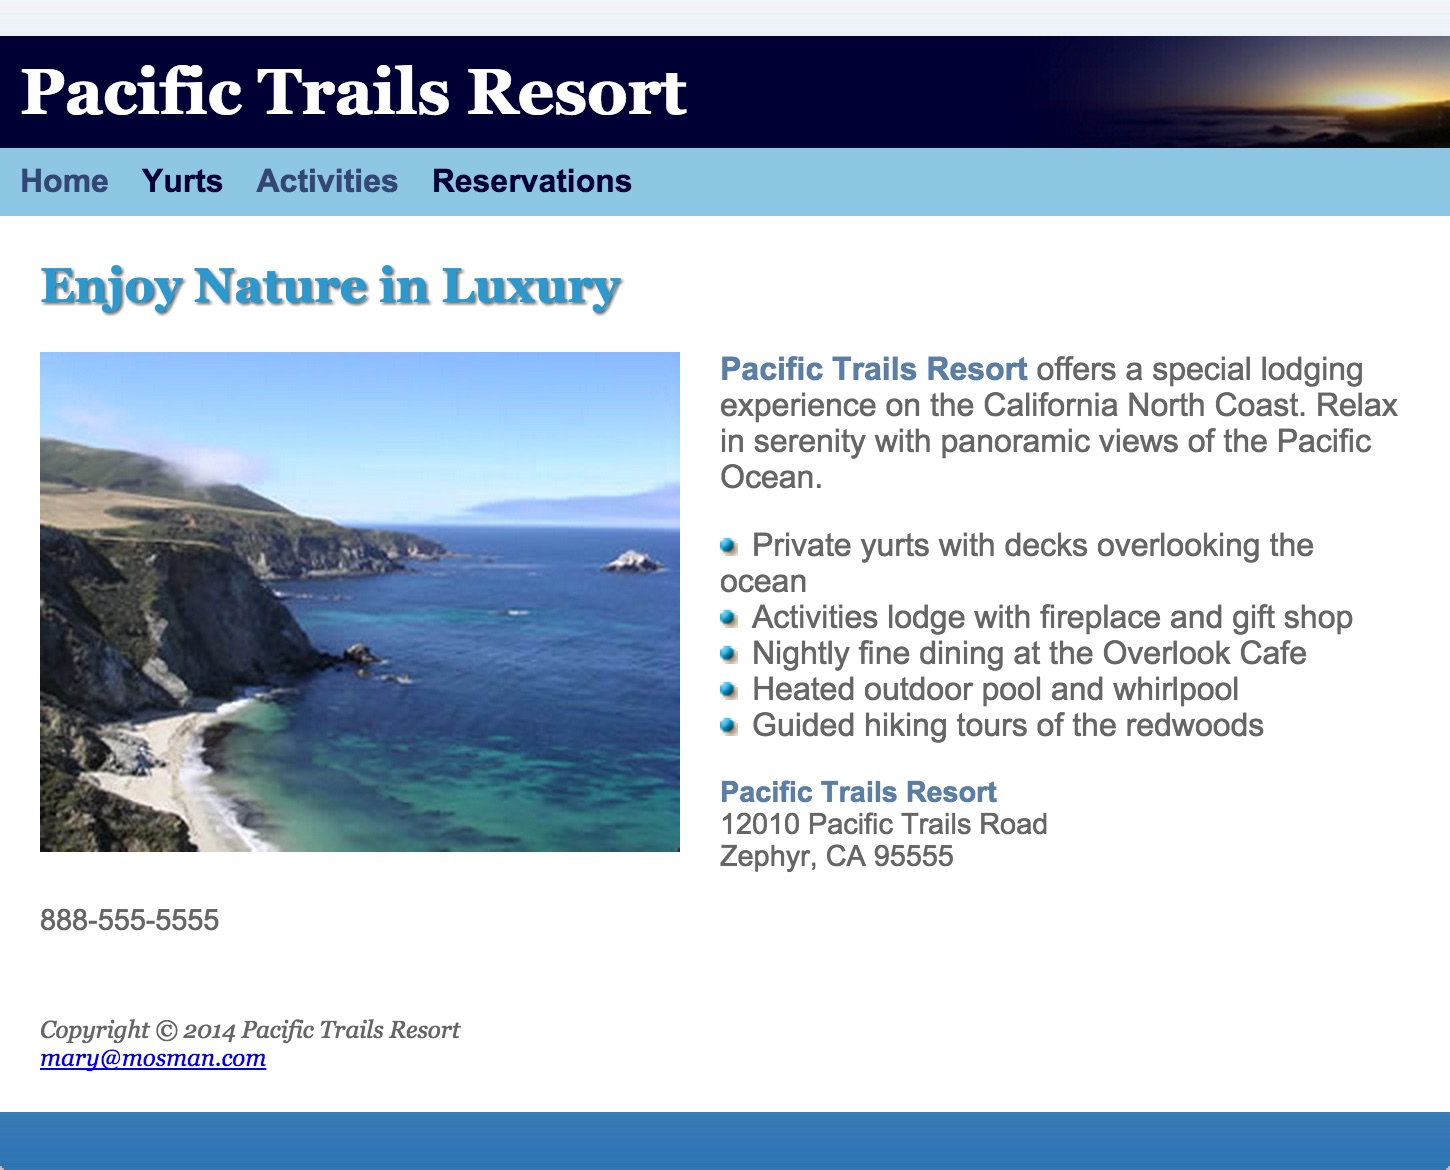 Pacific Trails Resort
Home Yurts Activities Reservations
Enjoy Nature in Luxury
Pacific Trails Resort offers a special lodging
experience on the California North Coast. Relax
in serenity with panoramic views of the Pacific
Ocean.
Private yurts with decks overlooking the
ocean
Activities lodge with fireplace and gift shop
Nightly fine dining at the Overlook Cafe
Heated outdoor pool and whirlpool
Guided hiking tours of the redwoods
Pacific Trails Resort
12010 Pacific Trails Road
Zephyr, CA 95555
888-555-5555
Copyright © 2014 Pacific Trails Resort
mary@mosman.com